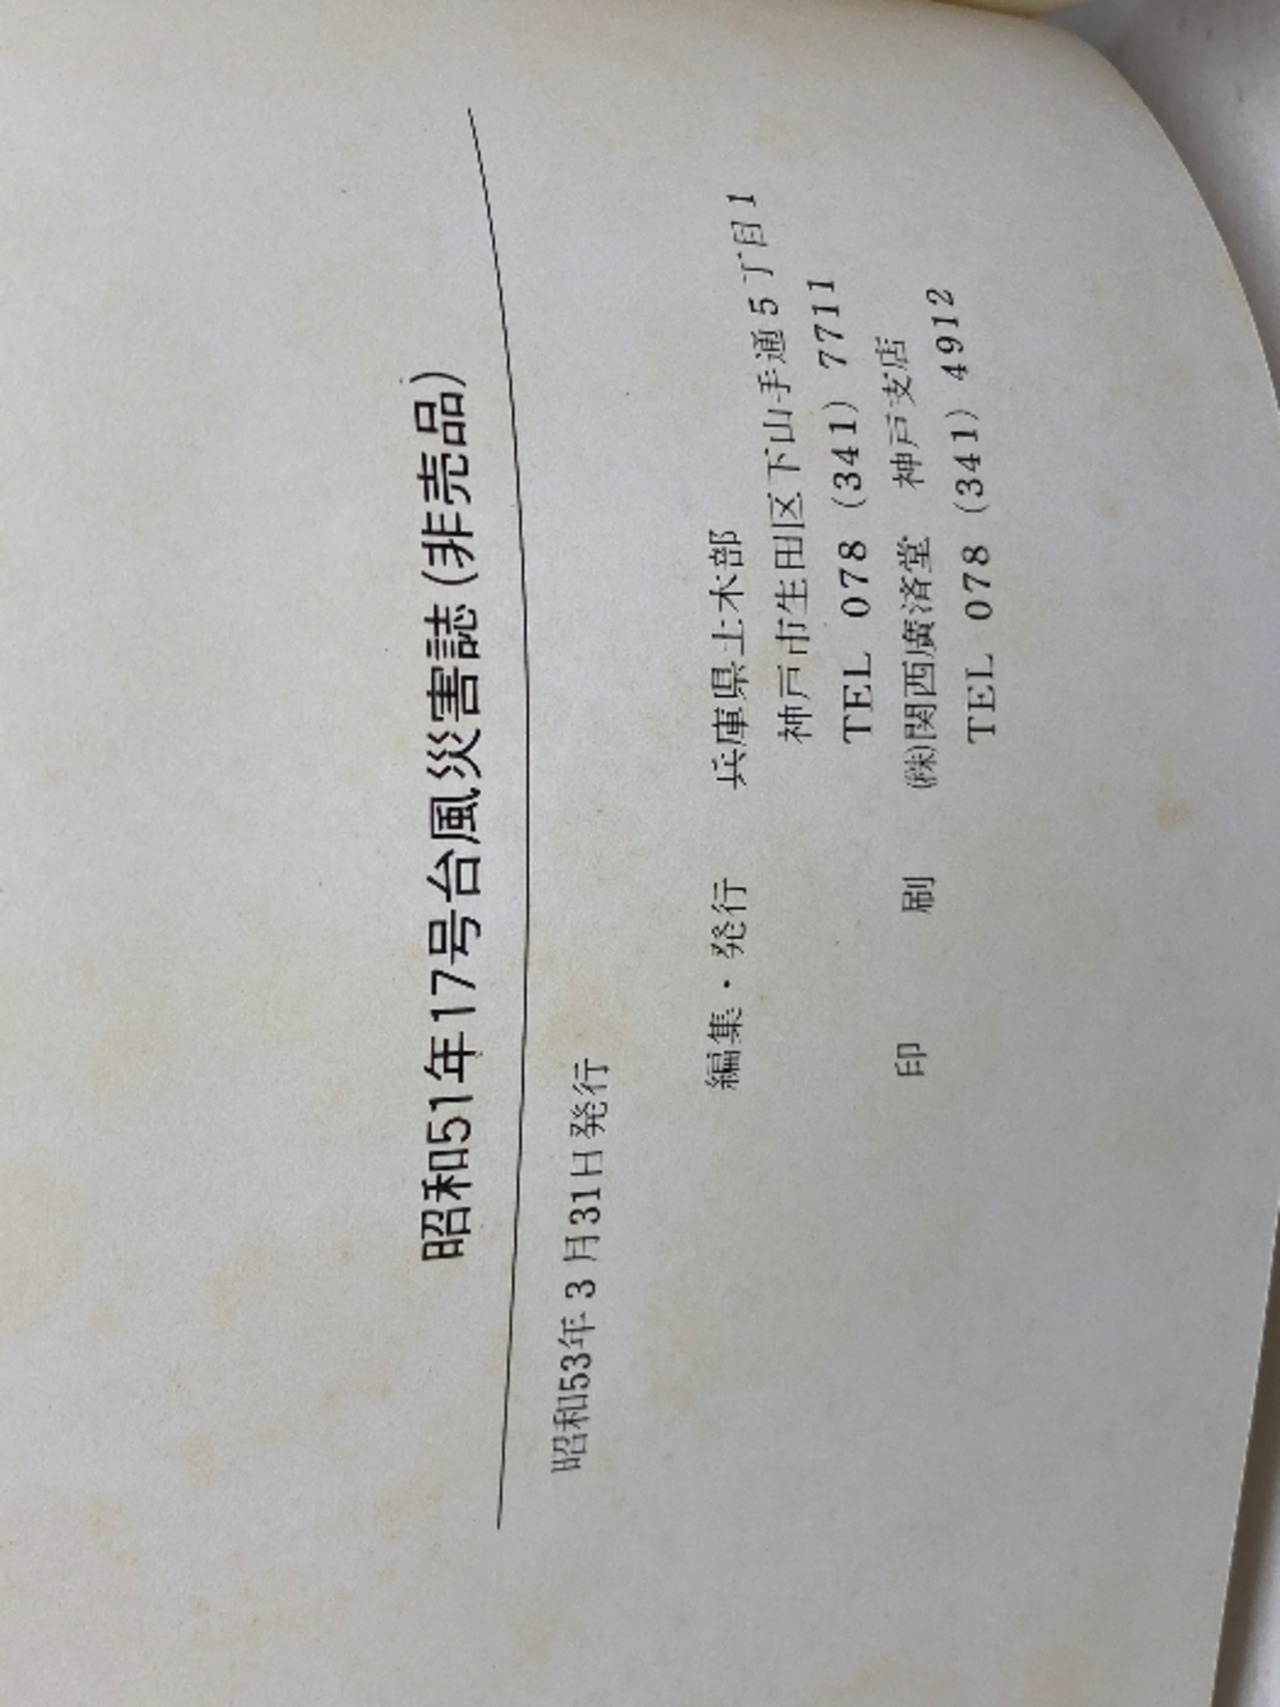 昭和51年17号台風災害誌(非売品)
昭和53年3月31日発行
編集・発行 兵庫県土木部
神戸市生田区下山手通5丁目1
TEL 078 (341) 7711
印刷 ㈱関西廣済堂 神戸支店
TEL 078 (341) 4912